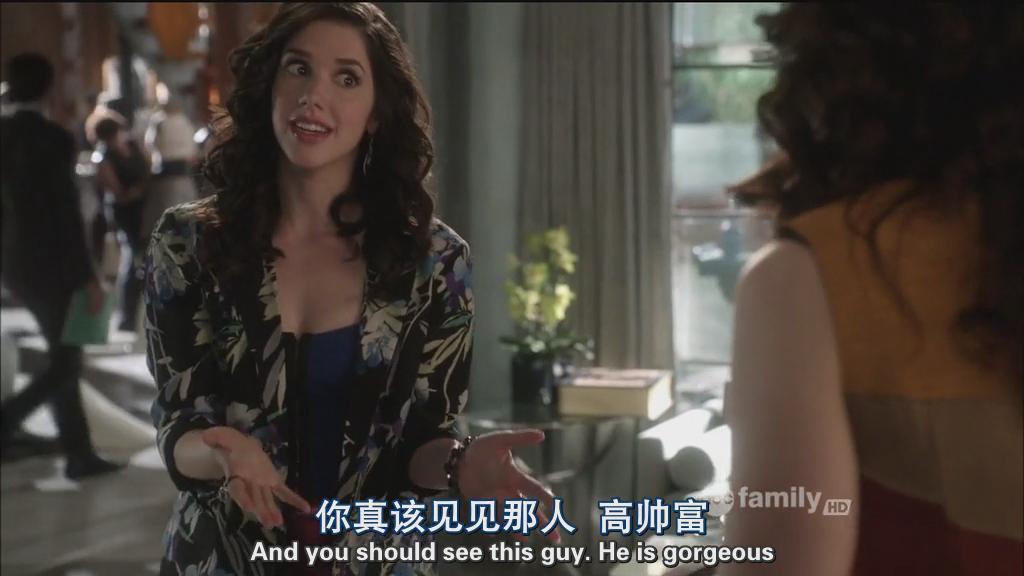 你真该见见那人 高帅富
family HD
And you should see this guy. He is gorgeous